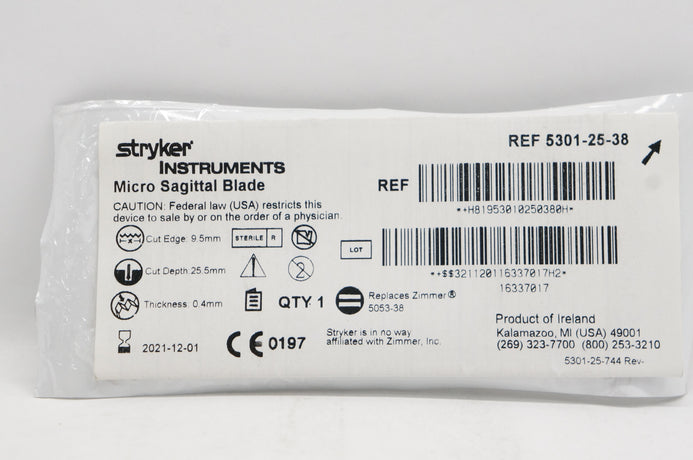 stryker®
INSTRUMENTS
Micro Sagittal Blade
CAUTION: Federal law (USA) restricts this
device to sale by or on the order of a physician.
REF 5301-25-38
REF
**H81953010250380H*
Cut Edge: 9.5mm
STERILE R
2
LOT
*+$$321120116337017H2*
16337017
Cut Depth: 25.5mm
Thickness: 0.4mm
QTY 1
Replaces Zimmer®
5053-38
2021-12-01
CE 0197
Stryker is in no way
affiliated with Zimmer, Inc.
Product of Ireland
Kalamazoo, MI (USA) 49001
(269) 323-7700 (800) 253-3210
5301-25-744 Rev-